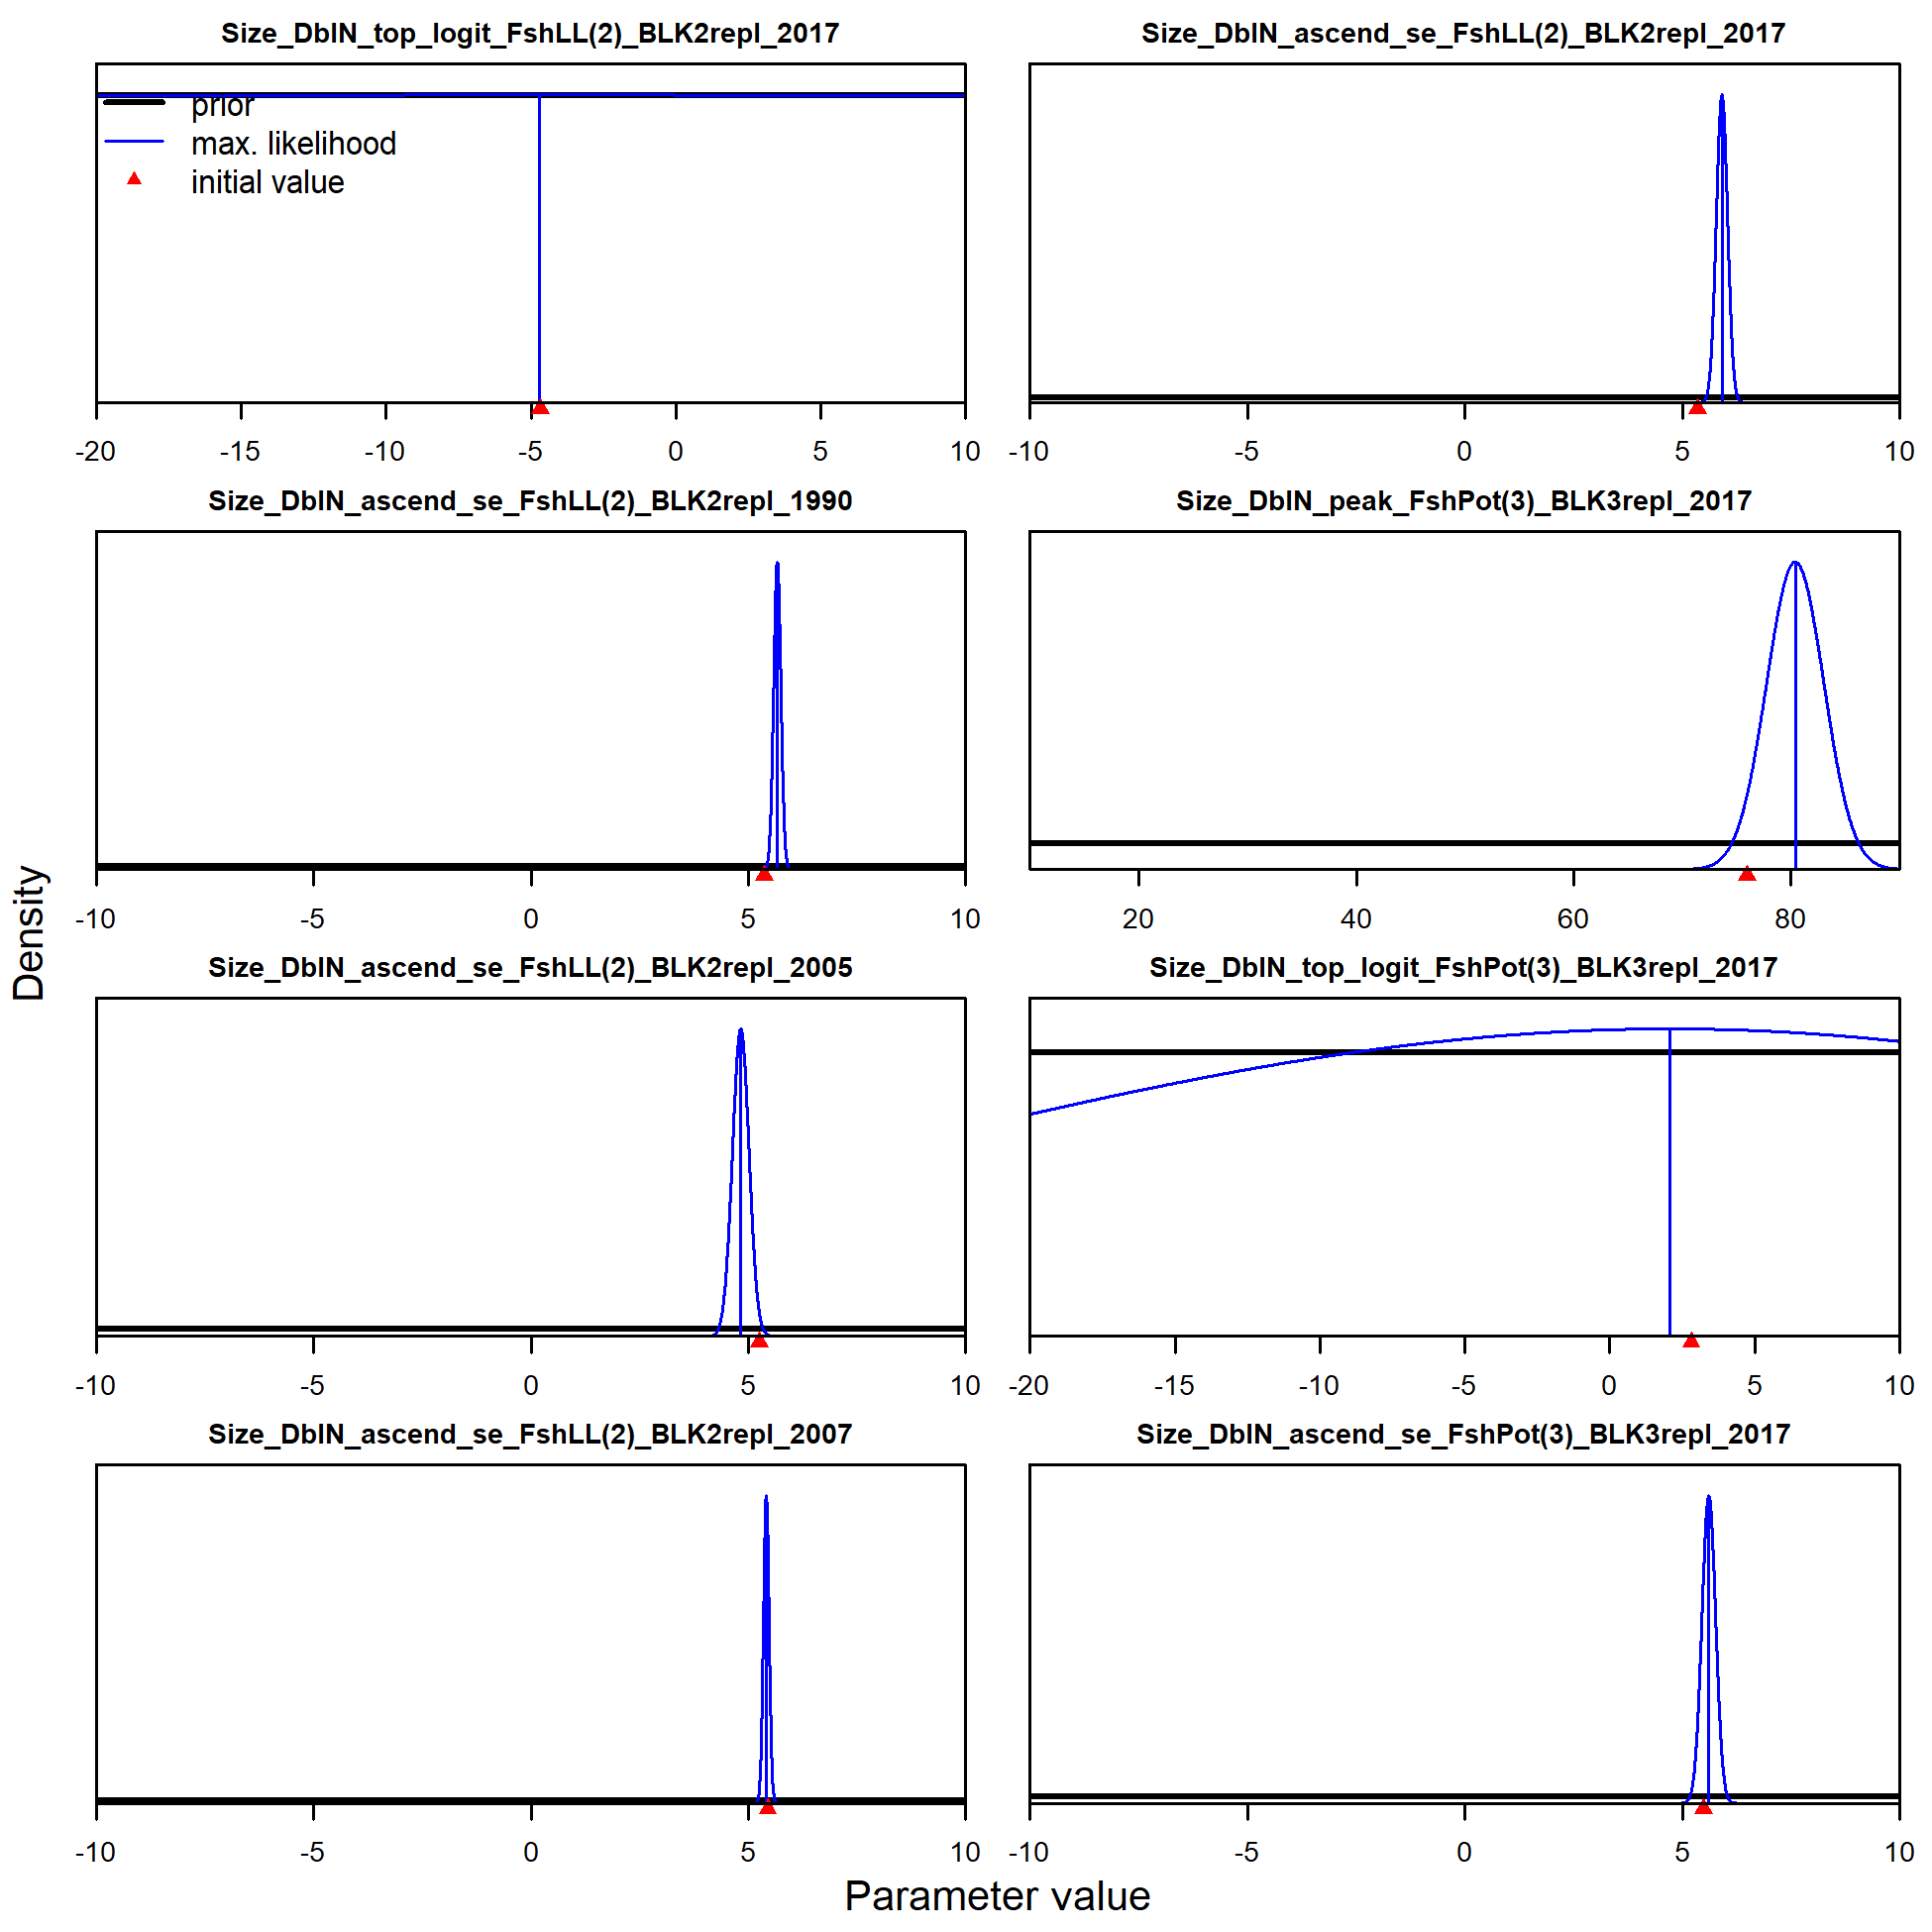 Size_DblN_top_logit_FshLL(2)_BLK2repl_2017
prior
max. likelihood
initial value
-20 -15 -10 -5 0 5 10
Size_DblN_ascend_se_FshLL(2)_BLK2repl_2017
-10 -5 0 5 10
Size_DblN_ascend_se_FshLL(2)_BLK2repl_1990
-10 -5 0 5 10
Size_DblN_peak_FshPot(3)_BLK3repl_2017
20 40 60 80
Size_DblN_ascend_se_FshLL(2)_BLK2repl_2005
-10 -5 0 5 10
Size_DblN_top_logit_FshPot(3)_BLK3repl_2017
-20 -15 -10 -5 0 5 10
Size_DblN_ascend_se_FshLL(2)_BLK2repl_2007
-10 -5 0 5 10
Size_DblN_ascend_se_FshPot(3)_BLK3repl_2017
-10 -5 0 5 10
Density
Parameter value